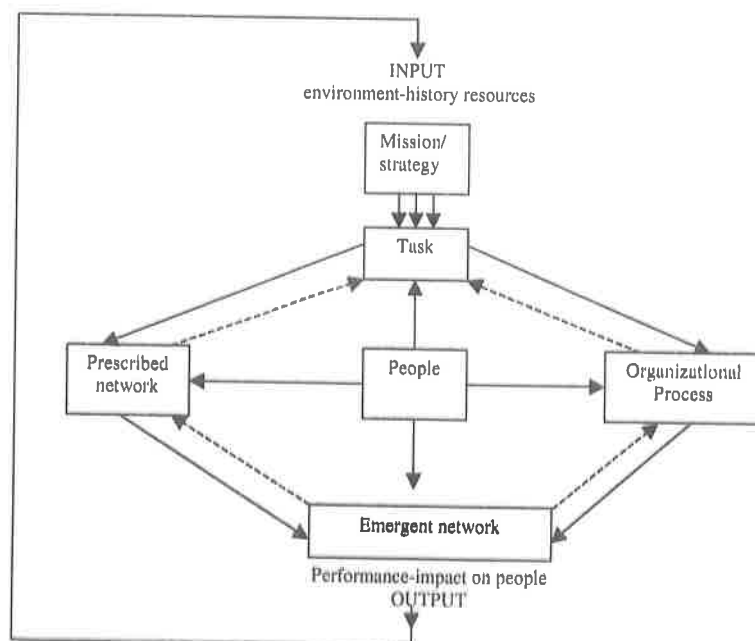 INPUT
environment-history resources
Mission/
strategy
Task
Prescribed
network
People
Organizational
Process
Emergent network
Performance-impact on people
OUTPUT